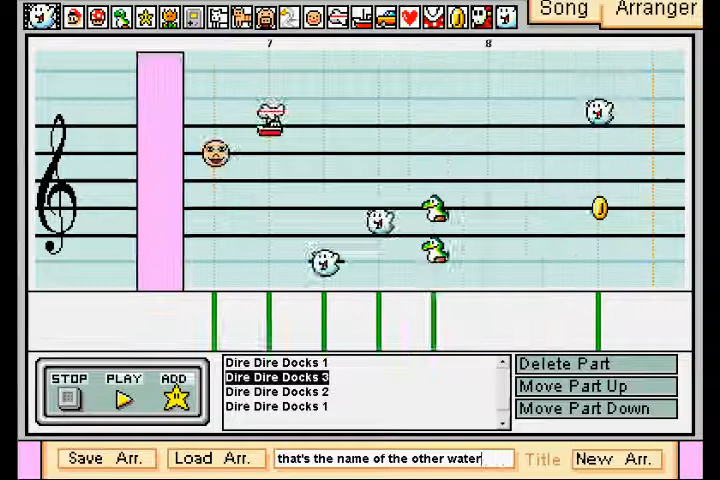 Song Arranger
7 8
Dire Dire Docks 1
Dire Dire Docks 3
Dire Dire Docks 2
Dire Dire Docks 1
STOP PLAY ADD
Delete Part
Move Part Up
Move Part Down
Save Arr. Load Arr. that's the name of the other water Title New Arr.